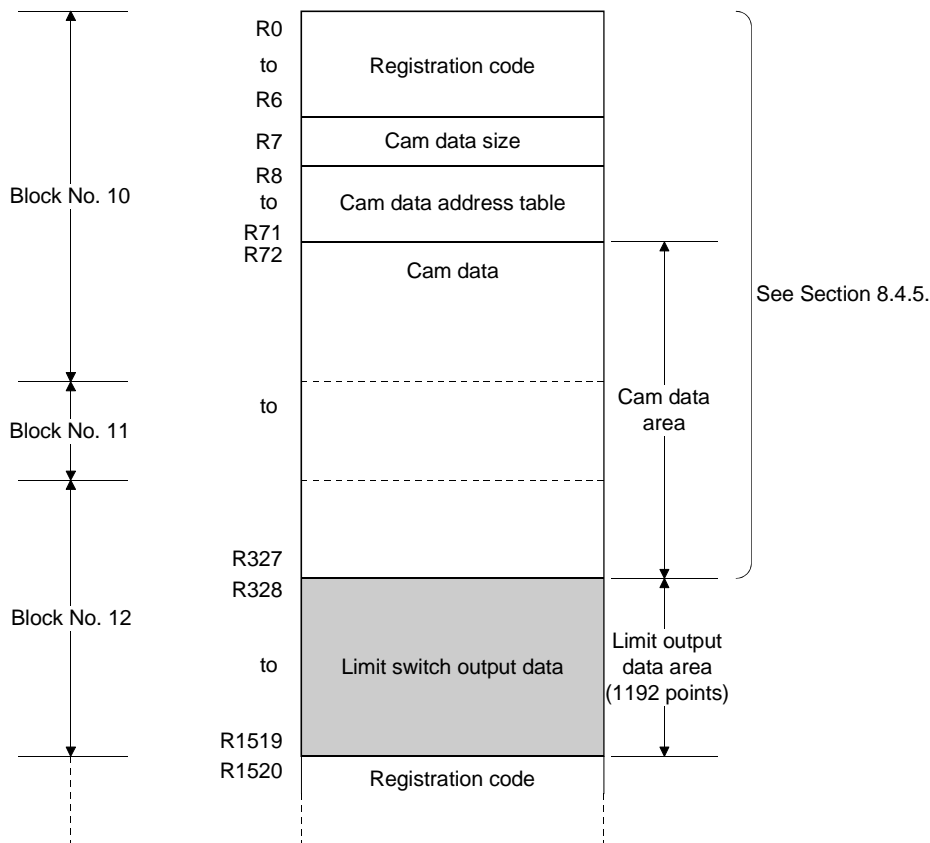 R0
to
Registration code
R6
R7
Cam data size
R8
Block No. 10
to
Cam data address table
R71
R72
Cam data
See Section 8.4.5.
to
Cam data
area
Block No. 11
R327
R328
Block No. 12
Limit output
data area
(1192 points)
to
Limit switch output data
R1519
R1520
Registration code